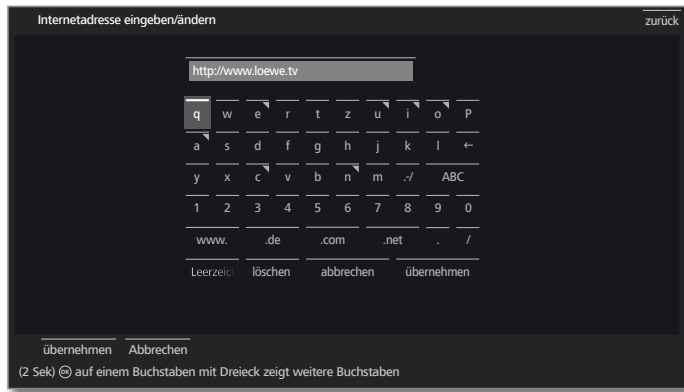 Internetadresse eingeben/ändern zurück
http://www.loewe.tv
q w e r t z u i o P
a s d f g h j k l ←
y x c v b n m .-/ ABC
1 2 3 4 5 6 7 8 9 0
www. .de .com .net . /
Leerzeich löschen abbrechen übernehmen
übernehmen Abbrechen
(2 Sek) OK auf einem Buchstaben mit Dreieck zeigt weitere Buchstaben